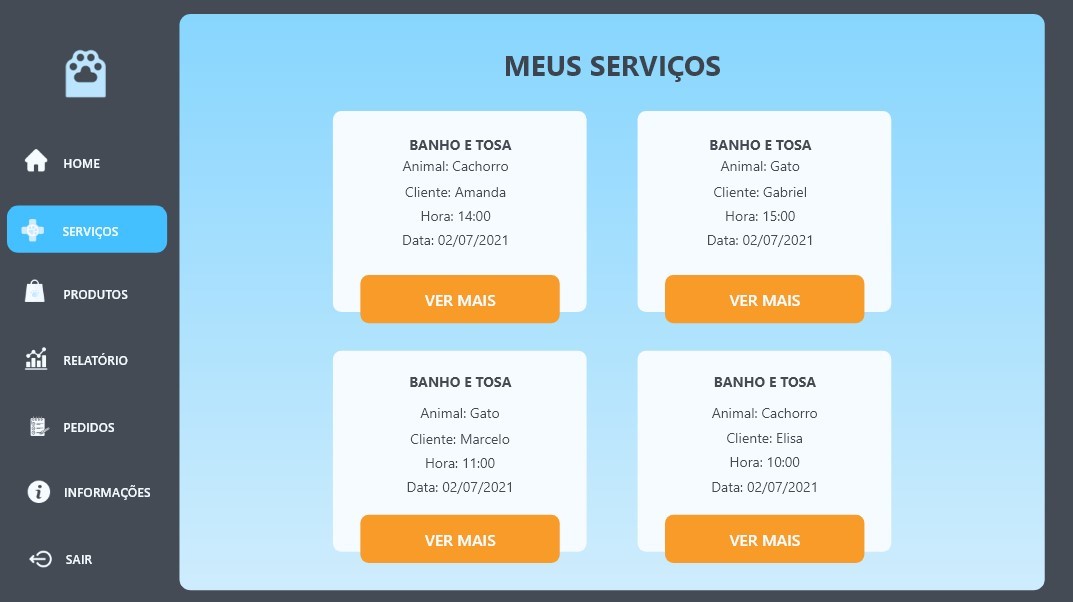 HOME
SERVIÇOS
PRODUTOS
RELATÓRIO
PEDIDOS
INFORMAÇÕES
SAIR
MEUS SERVIÇOS
BANHO E TOSA
Animal: Cachorro
Cliente: Amanda
Hora: 14:00
Data: 02/07/2021
VER MAIS
BANHO E TOSA
Animal: Gato
Cliente: Gabriel
Hora: 15:00
Data: 02/07/2021
VER MAIS
BANHO E TOSA
Animal: Gato
Cliente: Marcelo
Hora: 11:00
Data: 02/07/2021
VER MAIS
BANHO E TOSA
Animal: Cachorro
Cliente: Elisa
Hora: 10:00
Data: 02/07/2021
VER MAIS